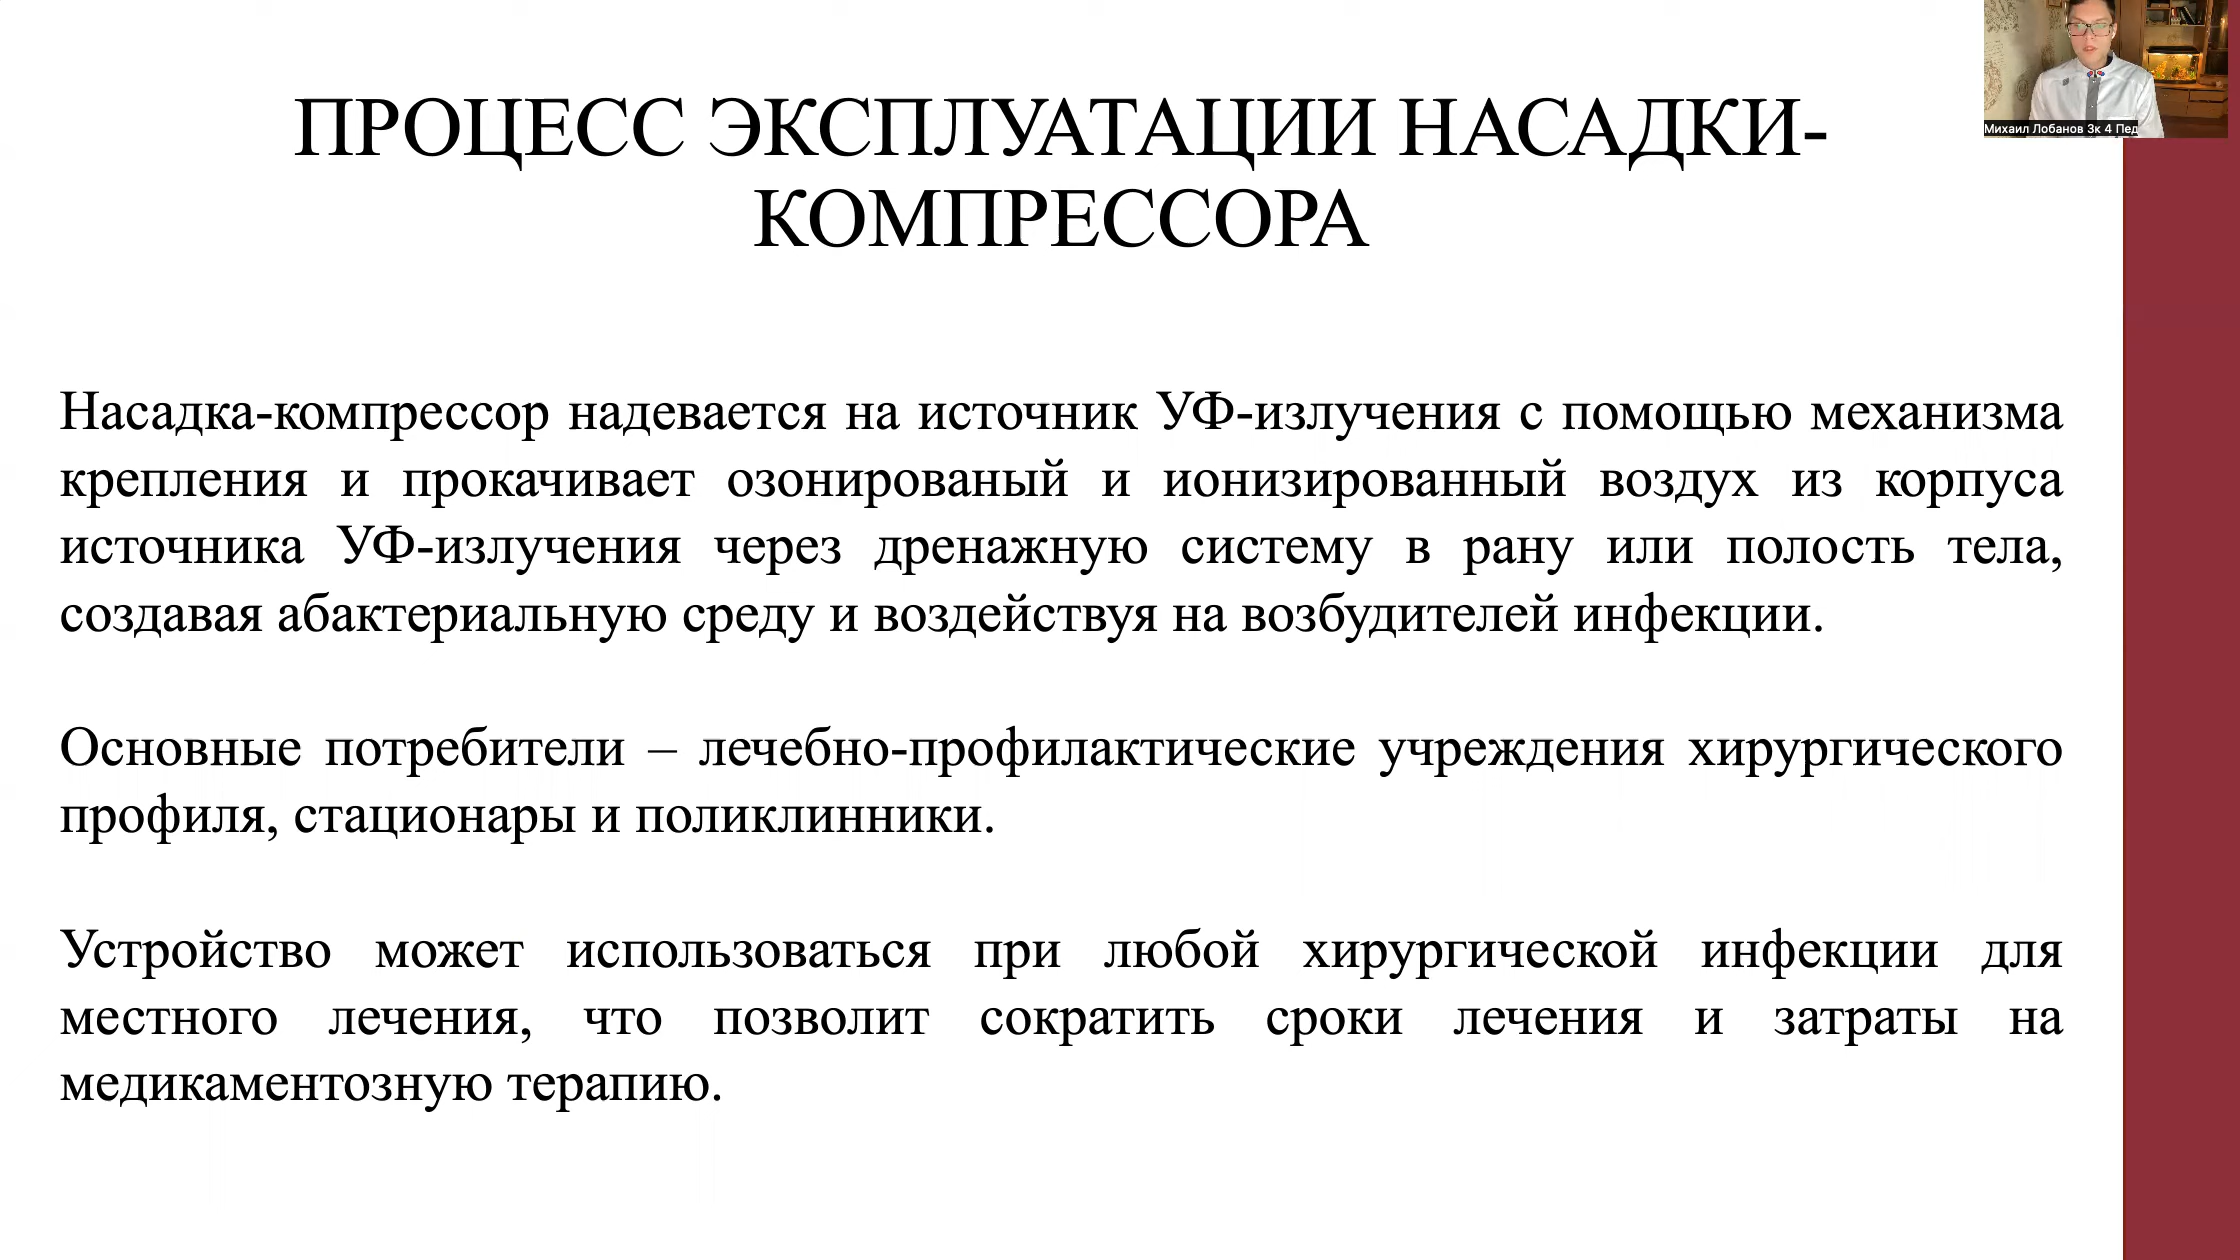 ПРОЦЕСС ЭКСПЛУАТАЦИИ НАСАДКИ-
КОМПРЕССОРА
Михаил Лобанов 3к 4 Пед
Насадка-компрессор надевается на источник УФ-излучения с помощью механизма
крепления и прокачивает озонированый и ионизированный воздух из корпуса
источника УФ-излучения через дренажную систему в рану или полость тела,
создавая абактериальную среду и воздействуя на возбудителей инфекции.
Основные потребители – лечебно-профилактические учреждения хирургического
профиля, стационары и поликлинники.
Устройство может использоваться при любой хирургической инфекции для
местного лечения, что позволит сократить сроки лечения и затраты на
медикаментозную терапию.